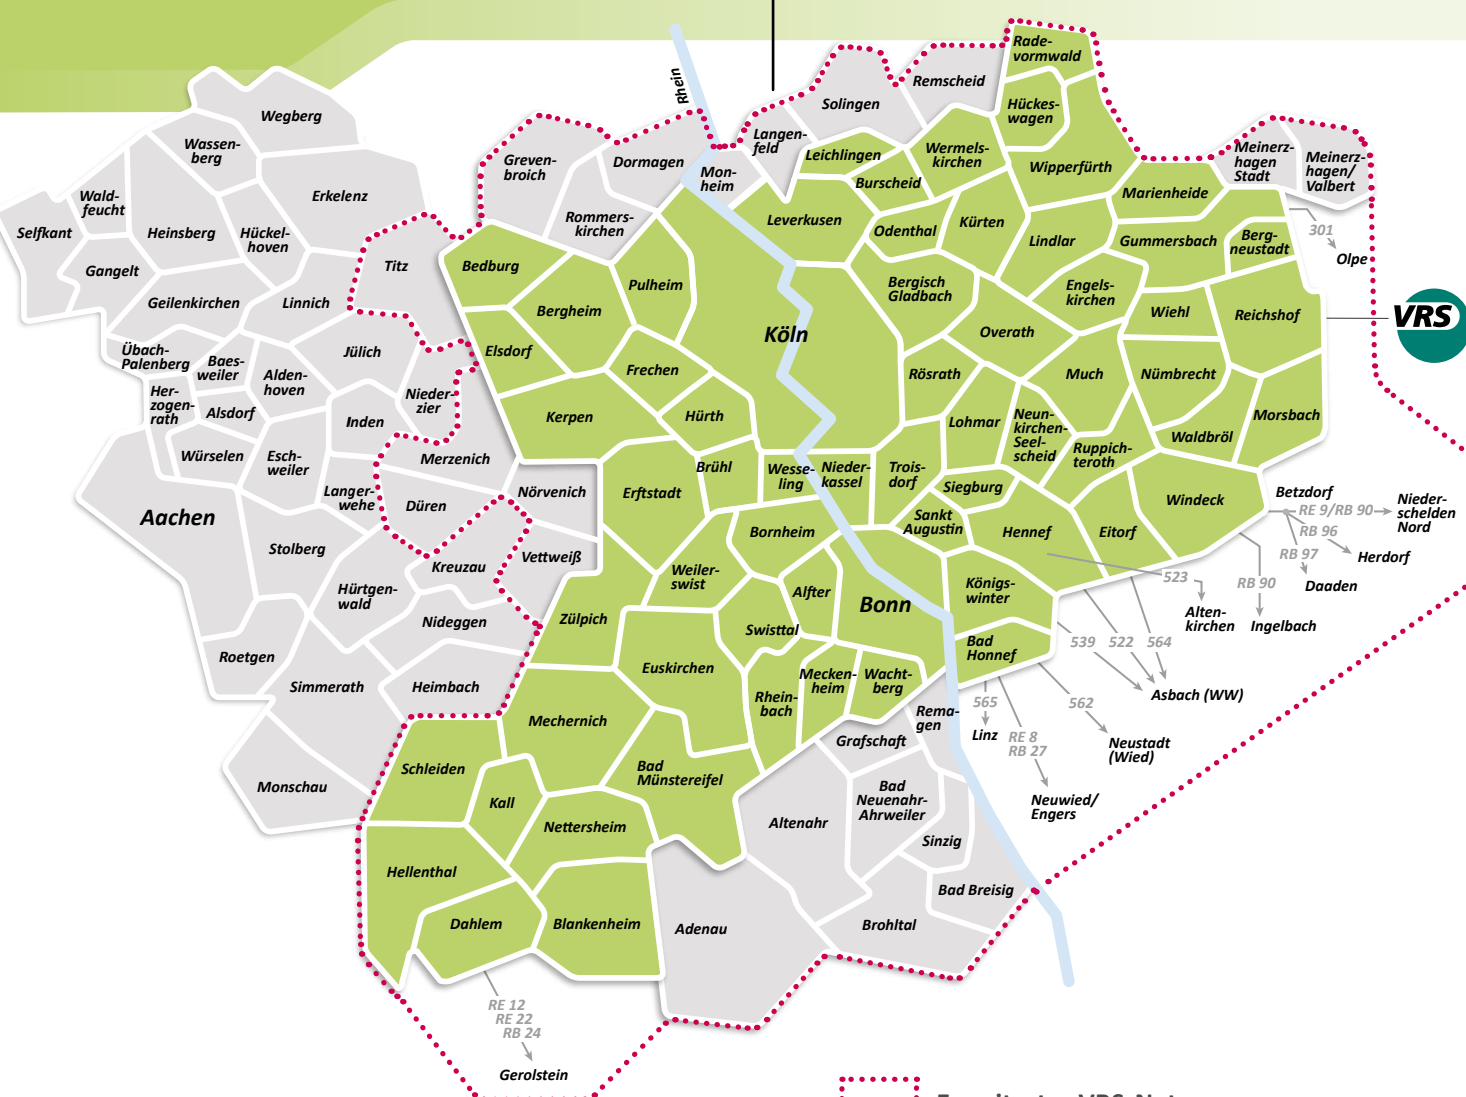 Rhein
Rade-
vormwald
Remscheid
Solingen
Hückes-
wagen
Wegberg
Langen-
feld
Wassen-
berg
Greven-
broich
Dormagen
Mon-
heim
Leichlingen
Wermels-
kirchen
Wipperfürth
Meinerz-
hagen
Stadt
Meinerz-
hagen/
Valbert
Burscheid
Marienheide
Wald-
feucht
Erkelenz
Rommers-
kirchen
Leverkusen
Odenthal
Kürten
Selfkant
Heinsberg
Hückel-
hoven
Lindlar
Gummersbach
Berg-
neustadt
301
Olpe
Gangelt
Titz
Bedburg
Geilenkirchen
Linnich
Bergheim
Pulheim
Bergisch
Gladbach
Engels-
kirchen
Wiehl
Reichshof
VRS
Köln
Overath
Übach-
Palenberg
Baes-
weiler
Jülich
Elsdorf
Frechen
Rösrath
Much
Nümbrecht
Alden-
hoven
Her-
zogen-
rath
Alsdorf
Nieder-
zier
Inden
Kerpen
Hürth
Lohmar
Neun-
kirchen-
Seel-
scheid
Morsbach
Waldbröl
Ruppich-
teroth
Würselen
Esch-
weiler
Merzenich
Brühl
Wesse-
ling
Nieder-
kassel
Trois-
dorf
Siegburg
Langer-
wehe
Düren
Nörvenich
Erftstadt
Windeck
Betzdorf
RE 9/RB 90
Nieder-
schelden
Nord
Aachen
Bornheim
Sankt
Augustin
Hennef
Eitorf
RB 96
Herdorf
RB 97
Daaden
Stolberg
Kreuzau
Vettweiß
Weiler-
swist
Alfter
Bonn
Königs-
winter
523
Alten-
kirchen
RB 90
Ingelbach
Hürtgen-
wald
Nideggen
Zülpich
Swisttal
539
522
564
Bad
Honnef
Roetgen
Euskirchen
Rhein-
bach
Mecken-
heim
Wacht-
berg
Asbach (WW)
Simmerath
Heimbach
Mechernich
565
Linz
562
Neustadt
(Wied)
Rema-
gen
Grafschaft
RE 8
RB 27
Neuwied/
Engers
Schleiden
Bad
Münstereifel
Monschau
Kall
Bad
Neuenahr-
Ahrweiler
Nettersheim
Altenahr
Sinzig
Hellenthal
Bad Breisig
Dahlem
Blankenheim
Adenau
Brohltal
RE 12
RE 22
RB 24
Gerolstein